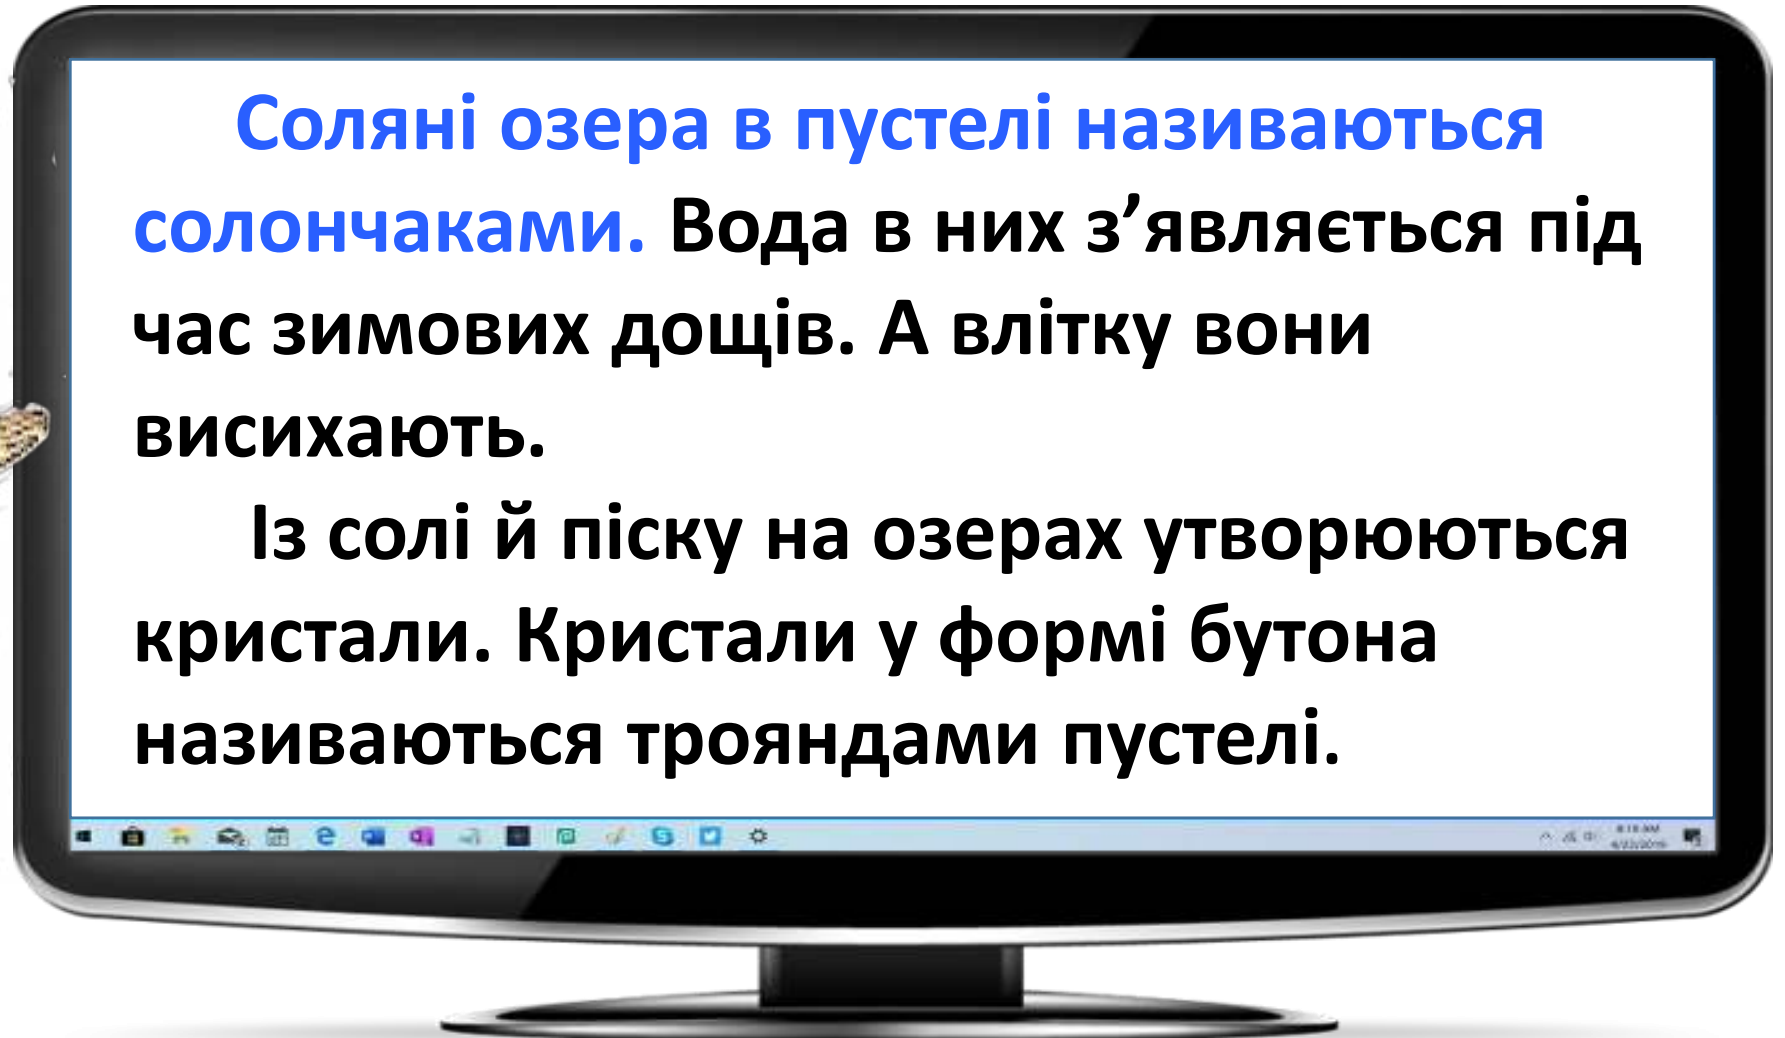 Соляні озера в пустелі називаються
солончаками. Вода в них з’являється під
час зимових дощів. А влітку вони
висихають.
Із солі й піску на озерах утворюються
кристали. Кристали у формі бутона
називаються трояндами пустелі.